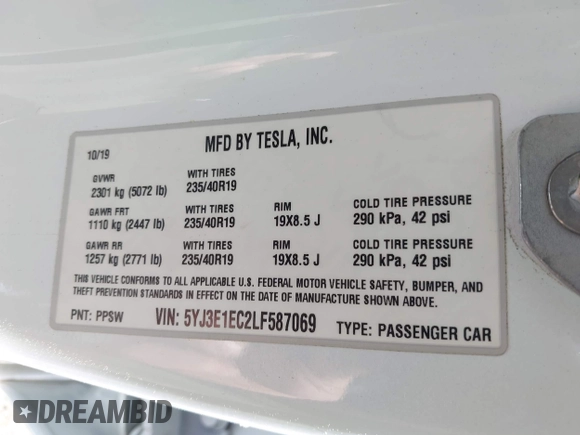 MFD BY TESLA, INC.
10/19
GVWR WITH TIRES
2301 kg (5072 lb) 235/40R19
GAWR FRT WITH TIRES RIM COLD TIRE PRESSURE
1110 kg (2447 lb) 235/40R19 19X8.5 J 290 kPa, 42 psi
GAWR RR WITH TIRES RIM COLD TIRE PRESSURE
1257 kg (2771 lb) 235/40R19 19X8.5 J 290 kPa, 42 psi
THIS VEHICLE CONFORMS TO ALL APPLICABLE U.S. FEDERAL MOTOR VEHICLE SAFETY, BUMPER, AND
THEFT PREVENTION STANDARDS IN EFFECT ON THE DATE OF MANUFACTURE SHOWN ABOVE.
PNT: PPSW VIN: 5YJ3E1EC2LF587069 TYPE: PASSENGER CAR
DREAMBID